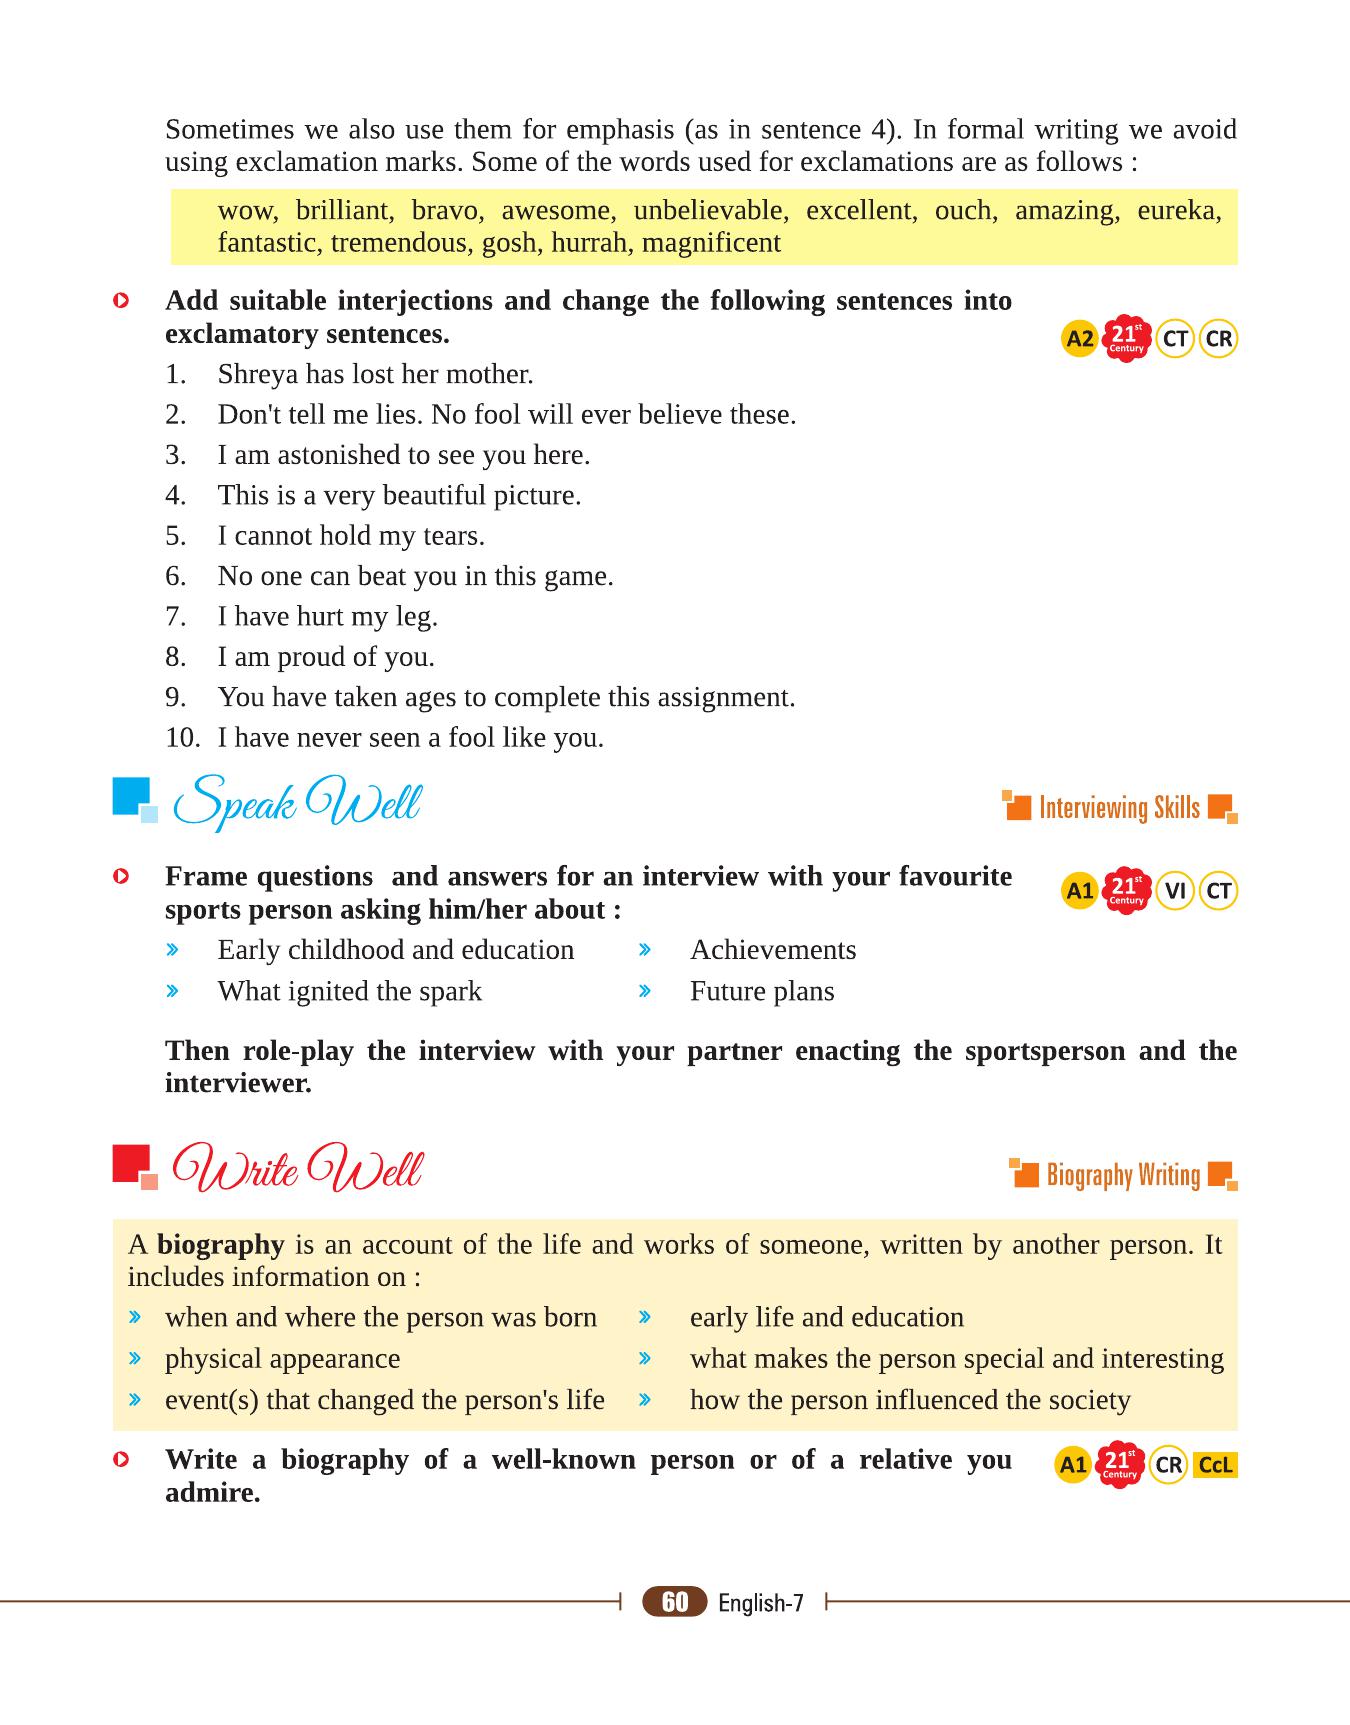 Sometimes we also use them for emphasis (as in sentence 4). In formal writing we avoid
using exclamation marks. Some of the words used for exclamations are as follows :
wow, brilliant, bravo, awesome, unbelievable, excellent, ouch, amazing, eureka,
fantastic, tremendous, gosh, hurrah, magnificent
Add suitable interjections and change the following sentences into
exclamatory sentences.
A2 21st Century CT CR
1. Shreya has lost her mother.
2. Don't tell me lies. No fool will ever believe these.
3. I am astonished to see you here.
4. This is a very beautiful picture.
5. I cannot hold my tears.
6. No one can beat you in this game.
7. I have hurt my leg.
8. I am proud of you.
9. You have taken ages to complete this assignment.
10. I have never seen a fool like you.
Speak Well Interviewing Skills
Frame questions and answers for an interview with your favourite
sports person asking him/her about :
A1 21st Century VI CT
» Early childhood and education » Achievements
» What ignited the spark » Future plans
Then role-play the interview with your partner enacting the sportsperson and the
interviewer.
Write Well Biography Writing
A biography is an account of the life and works of someone, written by another person. It
includes information on :
» when and where the person was born » early life and education
» physical appearance » what makes the person special and interesting
» event(s) that changed the person's life » how the person influenced the society
Write a biography of a well-known person or of a relative you
admire.
A1 21st Century CR CcL
60 English-7